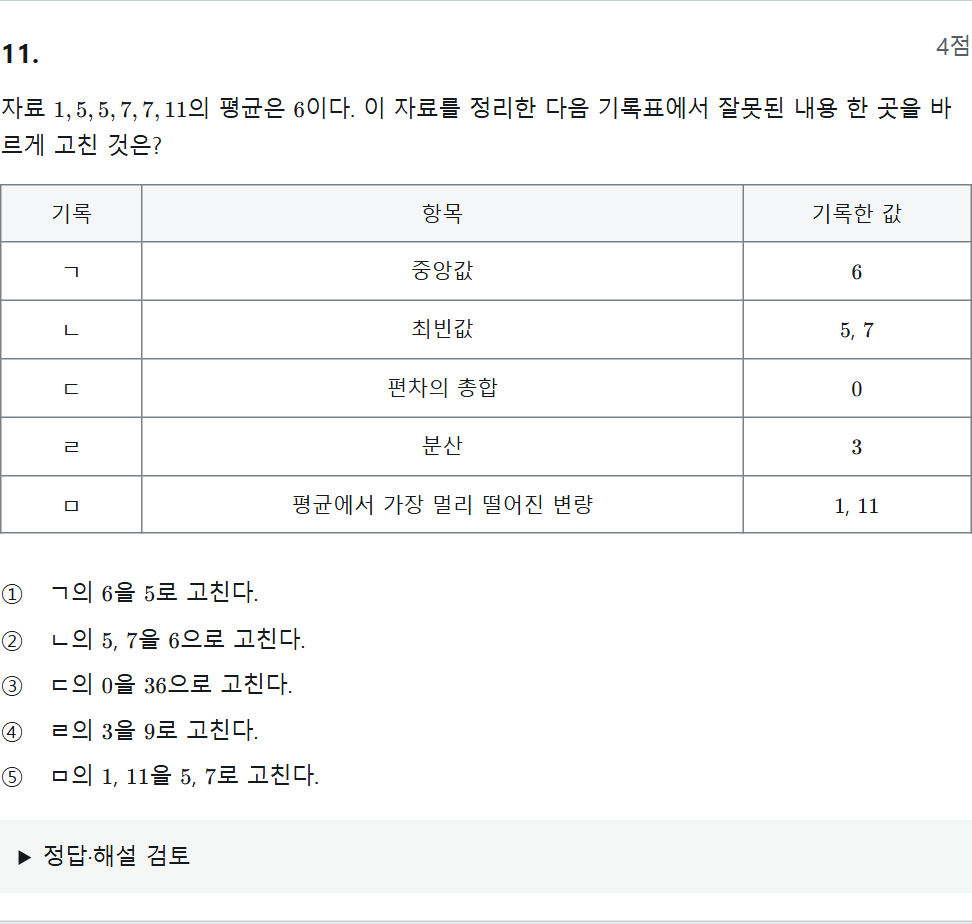 11.
4점
자료 1, 5, 5, 7, 7, 11의 평균은 6이다. 이 자료를 정리한 다음 기록표에서 잘못된 내용 한 곳을 바
르게 고친 것은?
기록 항목 기록한 값
ㄱ 중앙값 6
ㄴ 최빈값 5, 7
ㄷ 편차의 총합 0
ㄹ 분산 3
ㅁ 평균에서 가장 멀리 떨어진 변량 1, 11
① ㄱ의 6을 5로 고친다.
② ㄴ의 5, 7을 6으로 고친다.
③ ㄷ의 0을 36으로 고친다.
④ ㄹ의 3을 9로 고친다.
⑤ ㅁ의 1, 11을 5, 7로 고친다.
▶ 정답·해설 검토